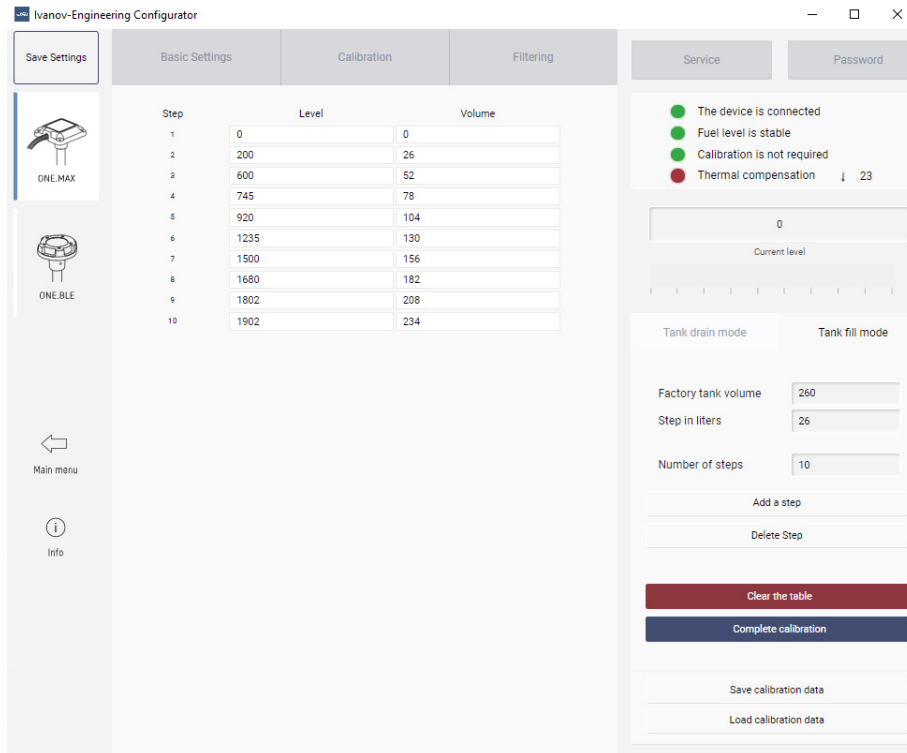 Ivanov-Engineering Configurator
Save Settings
Basic Settings
Calibration
Filtering
Service
Password
ONE.MAX
ONE.BLE
Main menu
Info
Step Level Volume
1 0 0
2 200 26
3 600 52
4 745 78
5 920 104
6 1235 130
7 1500 156
8 1680 182
9 1802 208
10 1902 234
The device is connected
Fuel level is stable
Calibration is not required
Thermal compensation 23
0
Current level
Tank drain mode
Tank fill mode
Factory tank volume 260
Step in liters 26
Number of steps 10
Add a step
Delete Step
Clear the table
Complete calibration
Save calibration data
Load calibration data